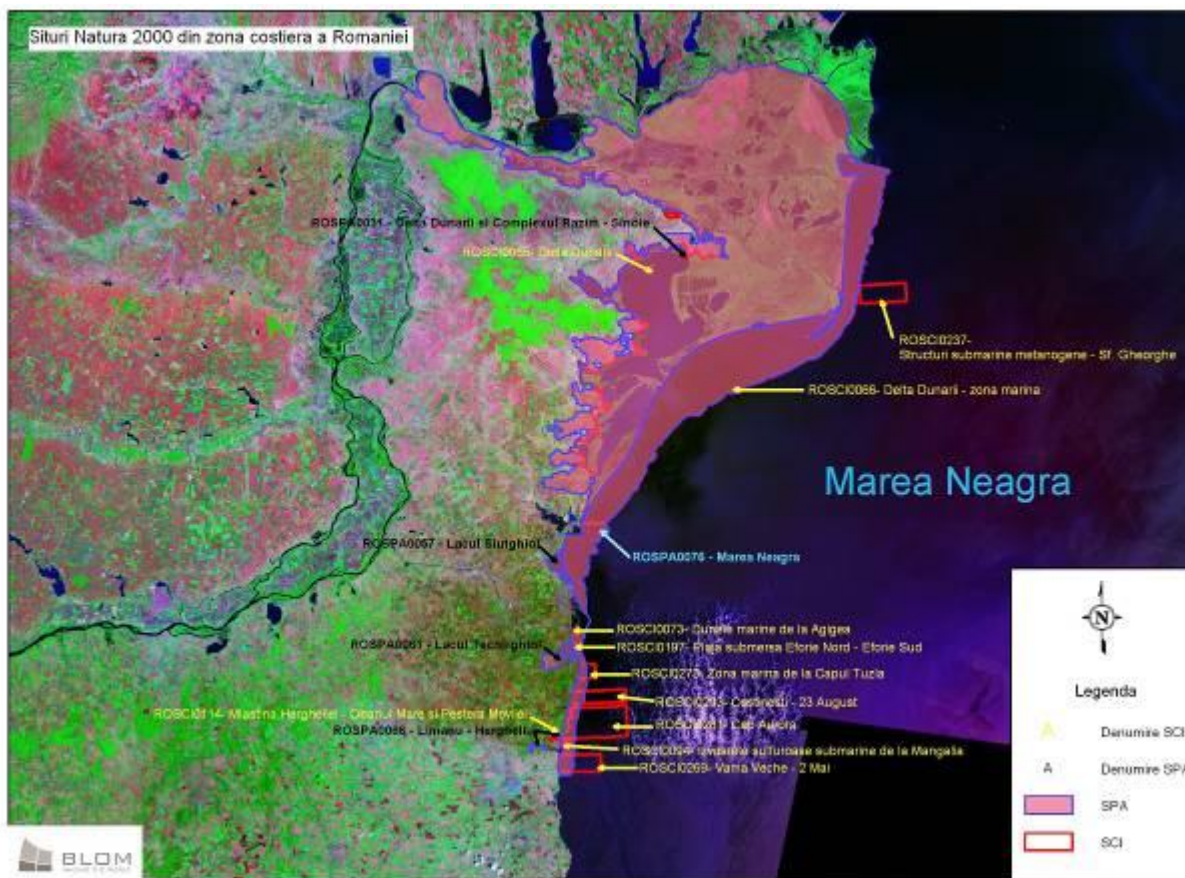 Situri Natura 2000 din zona costiera a Romaniei
ROSPA0031 - Delta Dunarii si Complexul Razim - Sinoie
ROSCI0065- Delta Dunarii
ROSCI0237-
Structuri submarine metanogene - Sf. Gheorghe
ROSCI0066- Delta Dunarii - zona marina
Marea Neagra
ROSPA0057 - Lacul Siutghiol
ROSPA0076 - Marea Neagra
ROSCI0073- Dunele marine de la Agigea
ROSCI0197- Plaja submersa Eforie Nord - Eforie Sud
ROSPA0061 - Lacul Techirghiol
ROSCI0273- Zona marina de la Capul Tuzla
ROSCI0293- Costinesti - 23 August
ROSCI0114- Mlastina Hergheliei - Obanul Mare si Pestera Movilei
ROSCI0281- Cap Aurora
ROSPA0066 - Limanu - Herghelia
ROSCI0094- Izvoarele sulfuroase submarine de la Mangalia
ROSCI0269- Vama Veche - 2 Mai
N
Legenda
A Denumire SCI
A Denumire SPA
SPA
SCI
BLOM